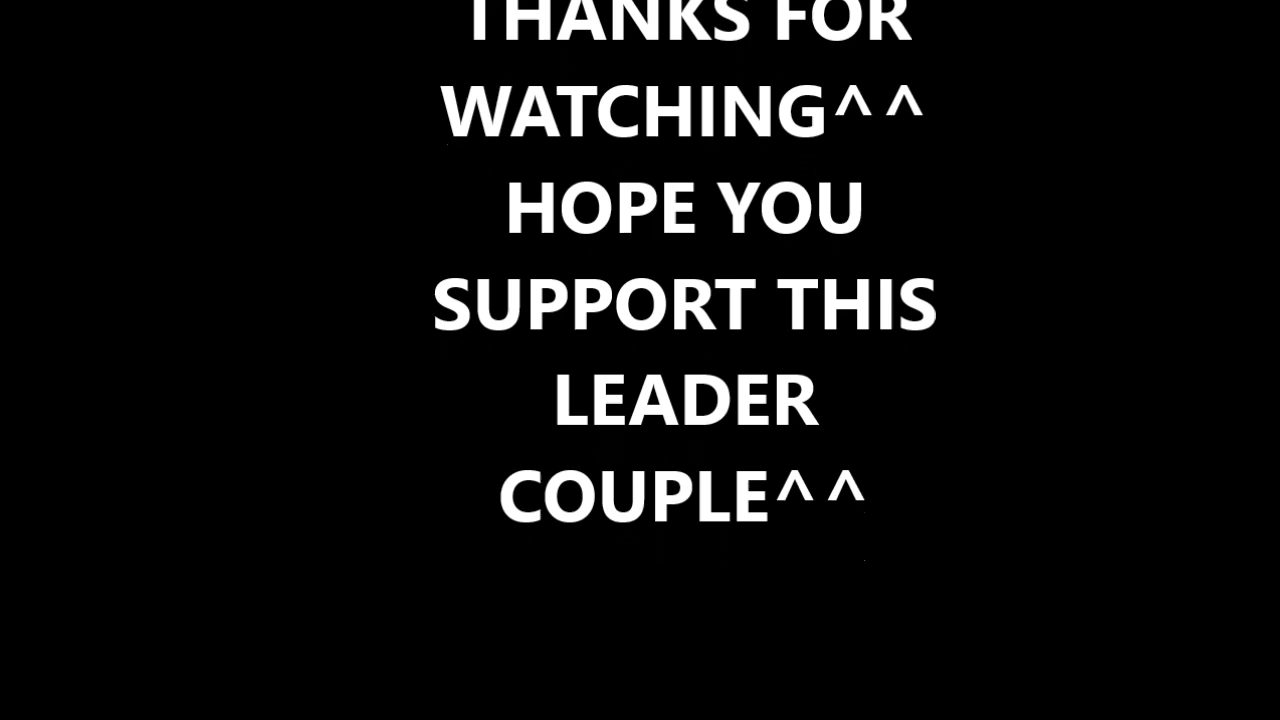 THANKS FOR
WATCHING^^
HOPE YOU
SUPPORT THIS
LEADER
COUPLE^^